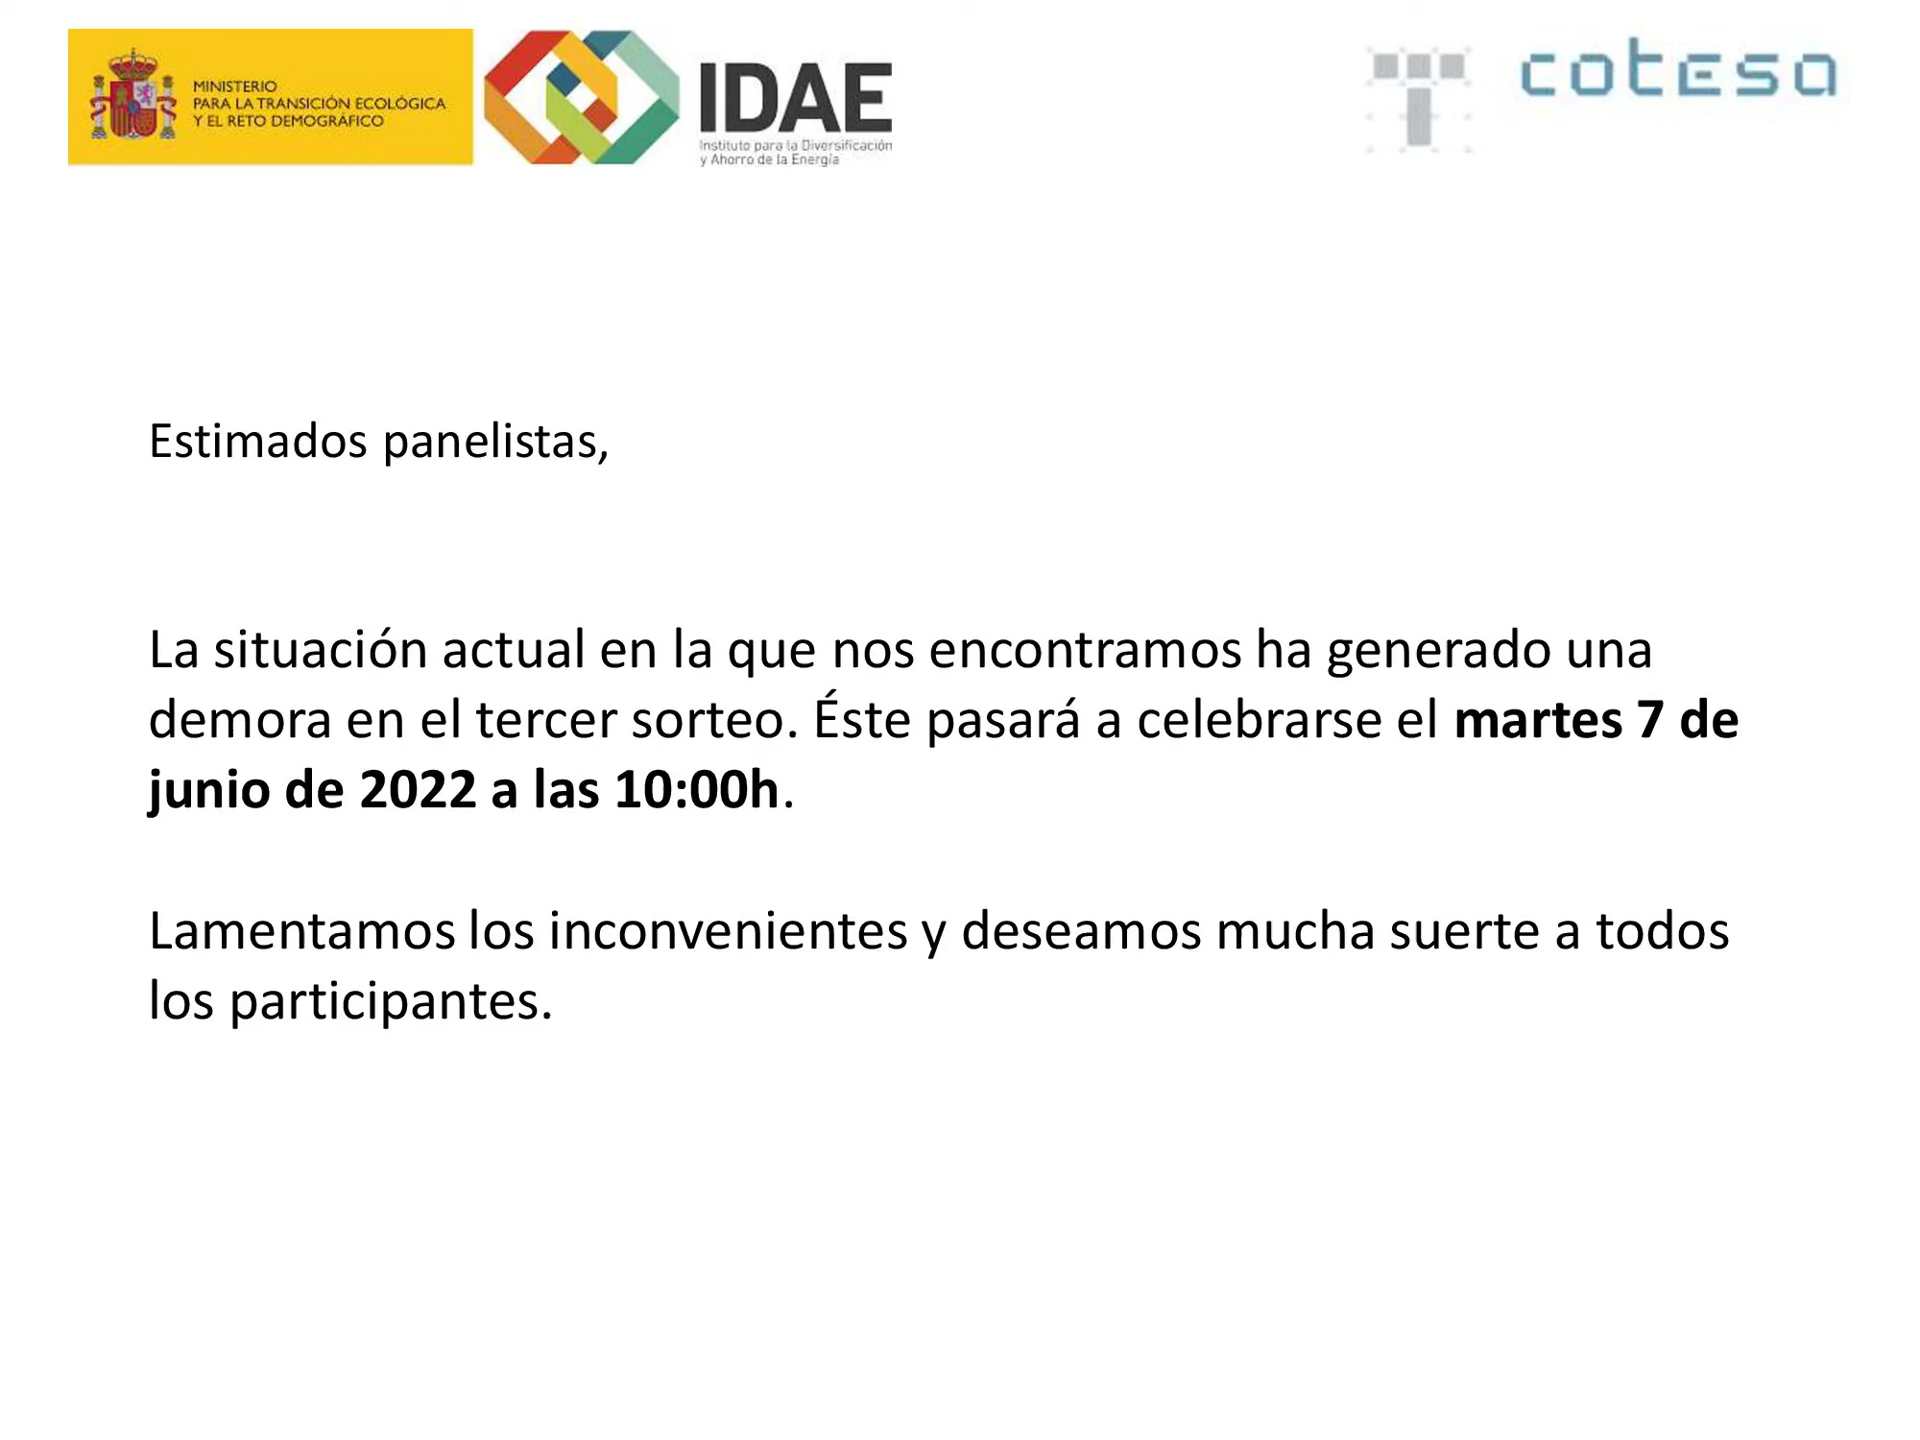 MINISTERIO
PARA LA TRANSICIÓN ECOLÓGICA
Y EL RETO DEMOGRÁFICO
IDAE
Instituto para la Diversificación
y Ahorro de la Energía
cotesa
Estimados panelistas,
La situación actual en la que nos encontramos ha generado una
demora en el tercer sorteo. Éste pasará a celebrarse el martes 7 de
junio de 2022 a las 10:00h.
Lamentamos los inconvenientes y deseamos mucha suerte a todos
los participantes.